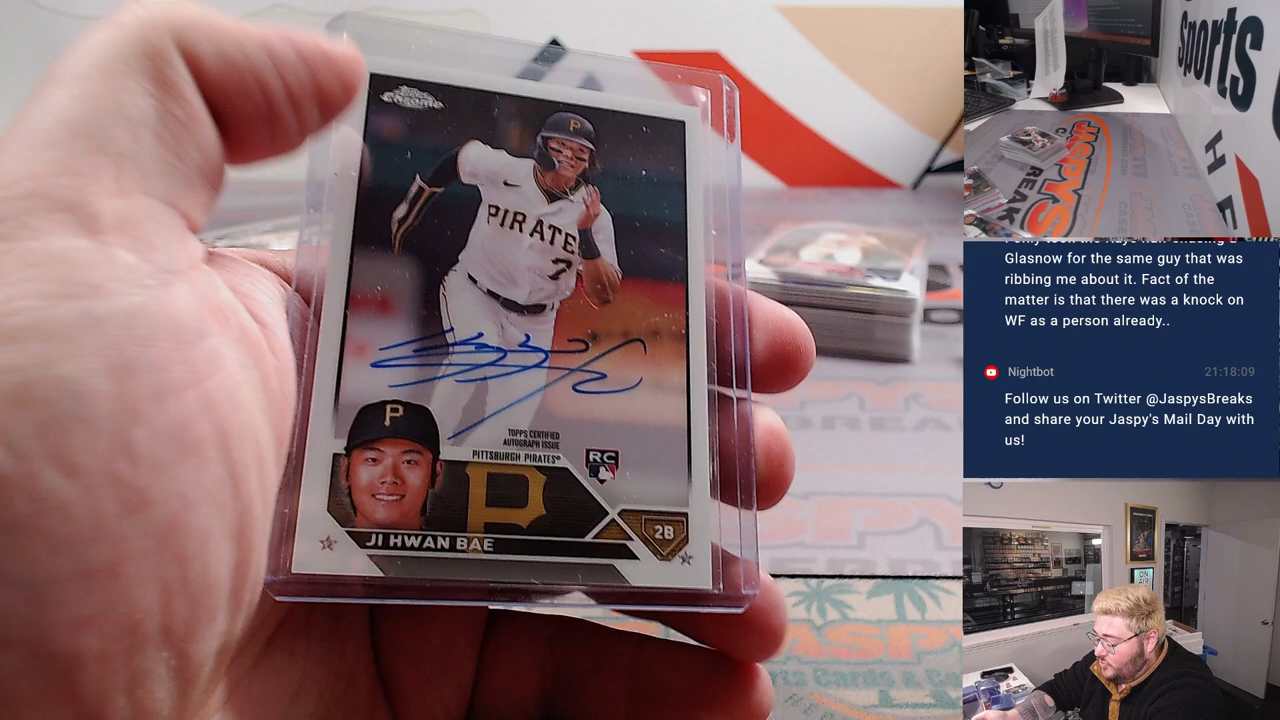 Topps
Chrome
P
PIRATES
7
TOPPS CERTIFIED
AUTOGRAPH ISSUE
PITTSBURGH PIRATES®
RC
P
P
2B
JI HWAN BAE
sports
JASPYS
BREAK
Glasnow for the same guy that was
ribbing me about it. Fact of the
matter is that there was a knock on
WF as a person already..
Nightbot
21:18:09
Follow us on Twitter @JaspysBreaks
and share your Jaspy's Mail Day with
us!
ON
AIR